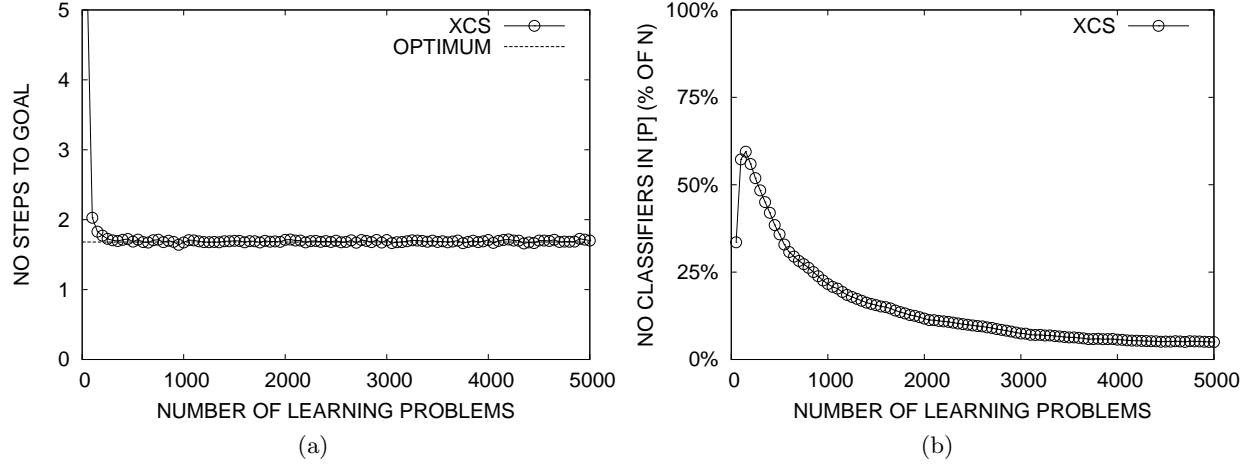 5
XCS
OPTIMUM
4
3
2
1
0
NO STEPS TO GOAL
0 1000 2000 3000 4000 5000
NUMBER OF LEARNING PROBLEMS
(a)
100%
XCS
75%
50%
25%
0%
NO CLASSIFIERS IN [P] (% OF N)
0 1000 2000 3000 4000 5000
NUMBER OF LEARNING PROBLEMS
(b)